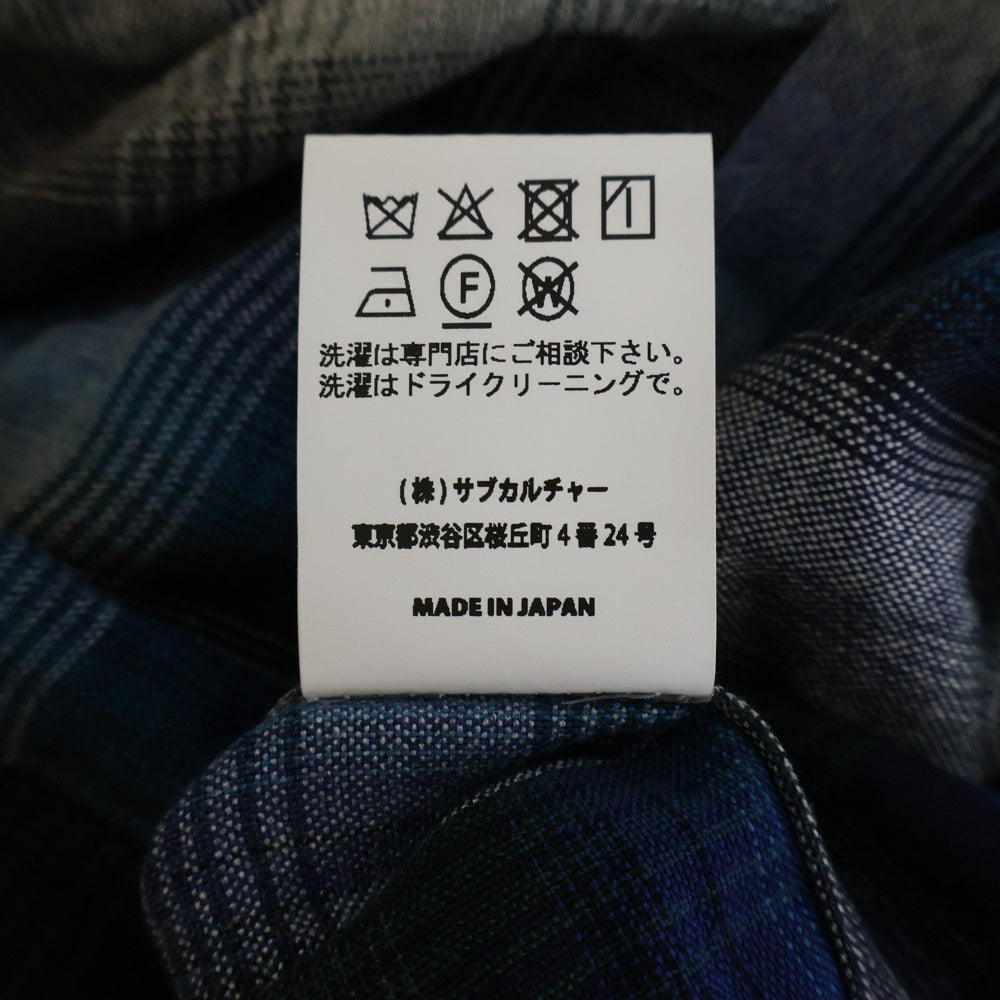 F W
洗濯は専門店にご相談下さい。
洗濯はドライクリーニングで。
(株)サブカルチャー
東京都渋谷区桜丘町4番24号
MADE IN JAPAN